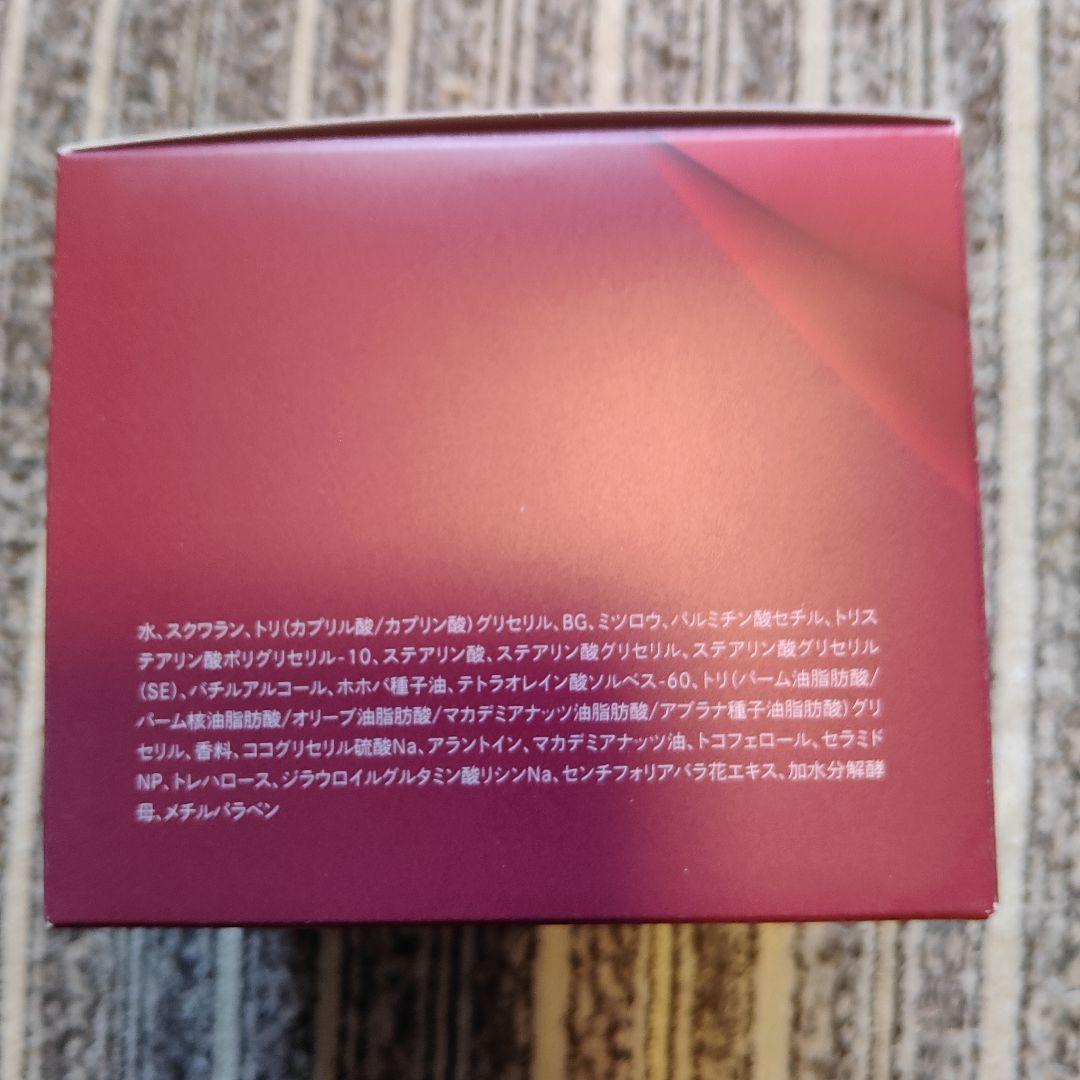 水、スクワラン、トリ(カプリル酸/カプリン酸)グリセリル、BG、ミツロウ、パルミチン酸セチル、トリス
テアリン酸ポリグリセリル-10、ステアリン酸、ステアリン酸グリセリル、ステアリン酸グリセリル
(SE)、バチルアルコール、ホホバ種子油、テトラオレイン酸ソルベス-60、トリ(パーム油脂肪酸/
パーム核油脂肪酸/オリーブ油脂肪酸/マカデミアナッツ油脂肪酸/アブラナ種子油脂肪酸)グリ
セリル、香料、ココグリセリル硫酸Na、アラントイン、マカデミアナッツ油、トコフェロール、セラミド
NP、トレハロース、ジラウロイルグルタミン酸リシンNa、センチフォリアバラ花エキス、加水分解酵
母、メチルパラベン